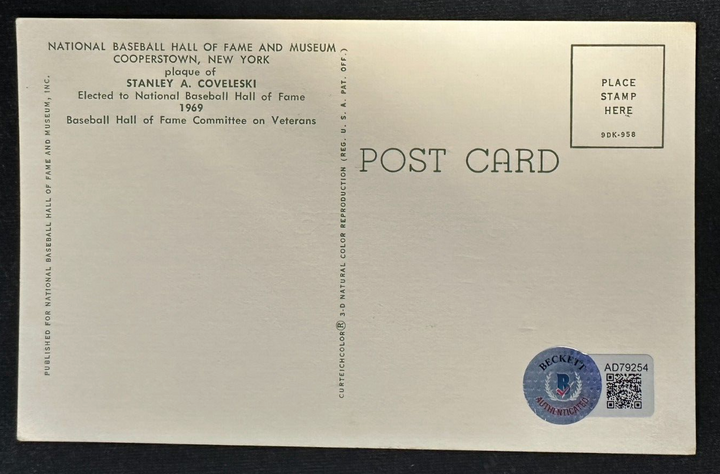 NATIONAL BASEBALL HALL OF FAME AND MUSEUM
COOPERSTOWN, NEW YORK
plaque of
STANLEY A. COVELESKI
Elected to National Baseball Hall of Fame
1969
Baseball Hall of Fame Committee on Veterans
PUBLISHED FOR NATIONAL BASEBALL HALL OF FAME AND MUSEUM, INC.
CURTEICHCOLOR® 3-D NATURAL COLOR REPRODUCTION (REG. U. S. A. PAT. OFF.)
POST CARD
PLACE
STAMP
HERE
9DK-958
BECKETT
B
AUTHENTICATED
AD79254